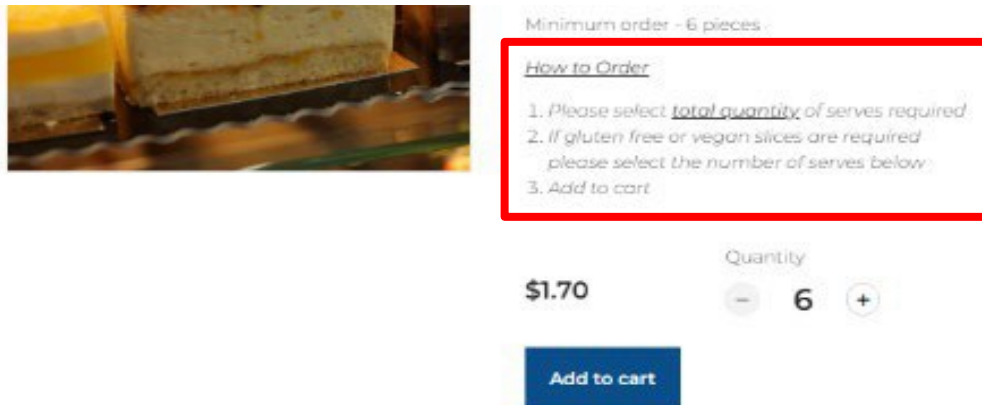 Minimum order - 6 pieces
How to Order
1. Please select total quantity of serves required
2. If gluten free or vegan slices are required
please select the number of serves below
3. Add to cart
Quantity
$1.70
- 6 +
Add to cart